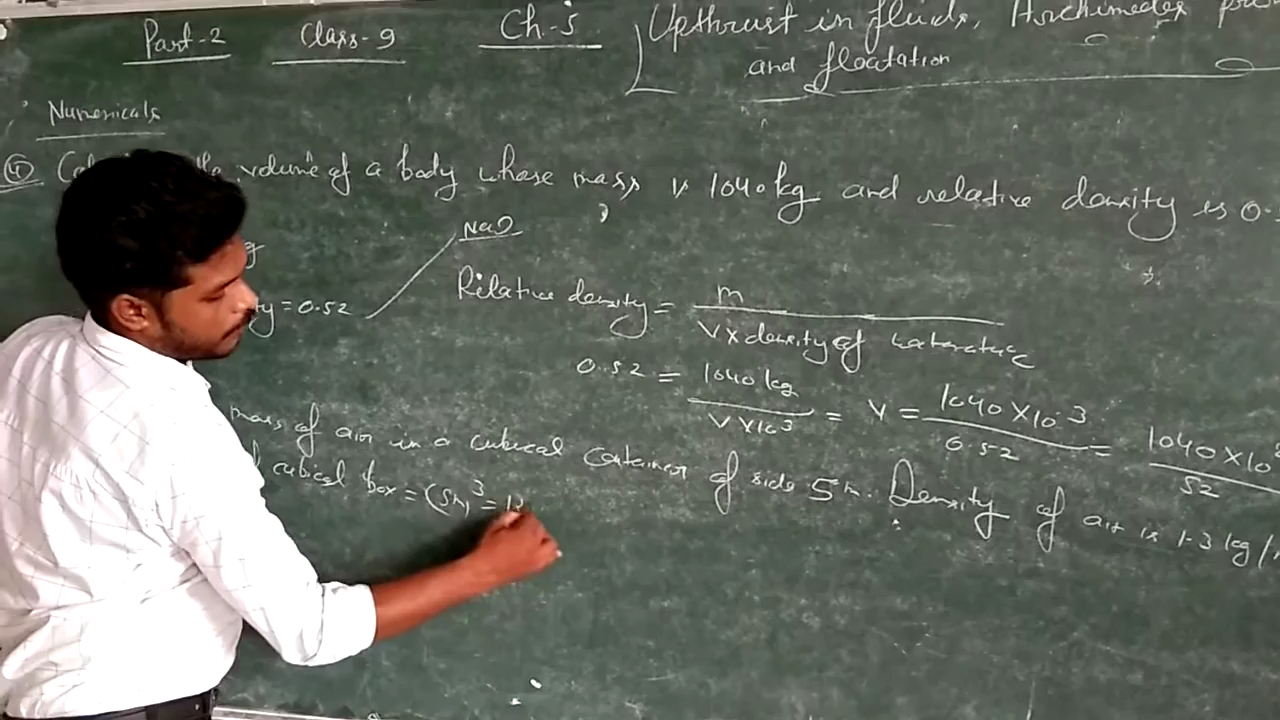 Part-2 Class-9 Ch-5 Upthrust in fluids, Archimedes
and floatation
Numericals
volume of a body whose mass is 1040 kg and relative density is 0.
= 0.52
Relative density = m / V x density of
0.52 = 1040 kg / V x 10³ = V = 1040 x 10-3 / 0.52 = 1040 x 10 / 52
mass of air in a cubical container of side 5 m. Density of air is 1.3 kg/
cubical box = (5m)³ =